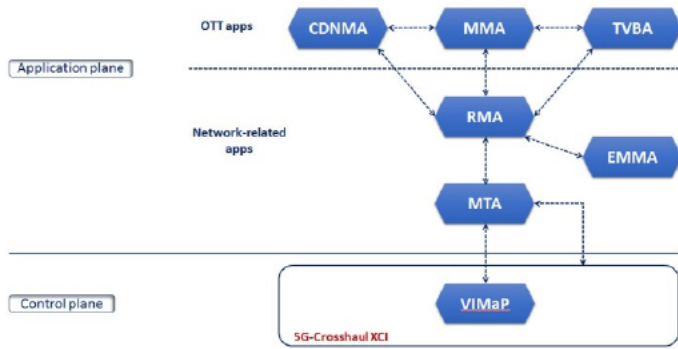 OTT apps
CDNMA
MMA
TVBA
Application plane
RMA
Network-related
apps
EMMA
MTA
Control plane
VIMaP
5G-Crosshaul XCI